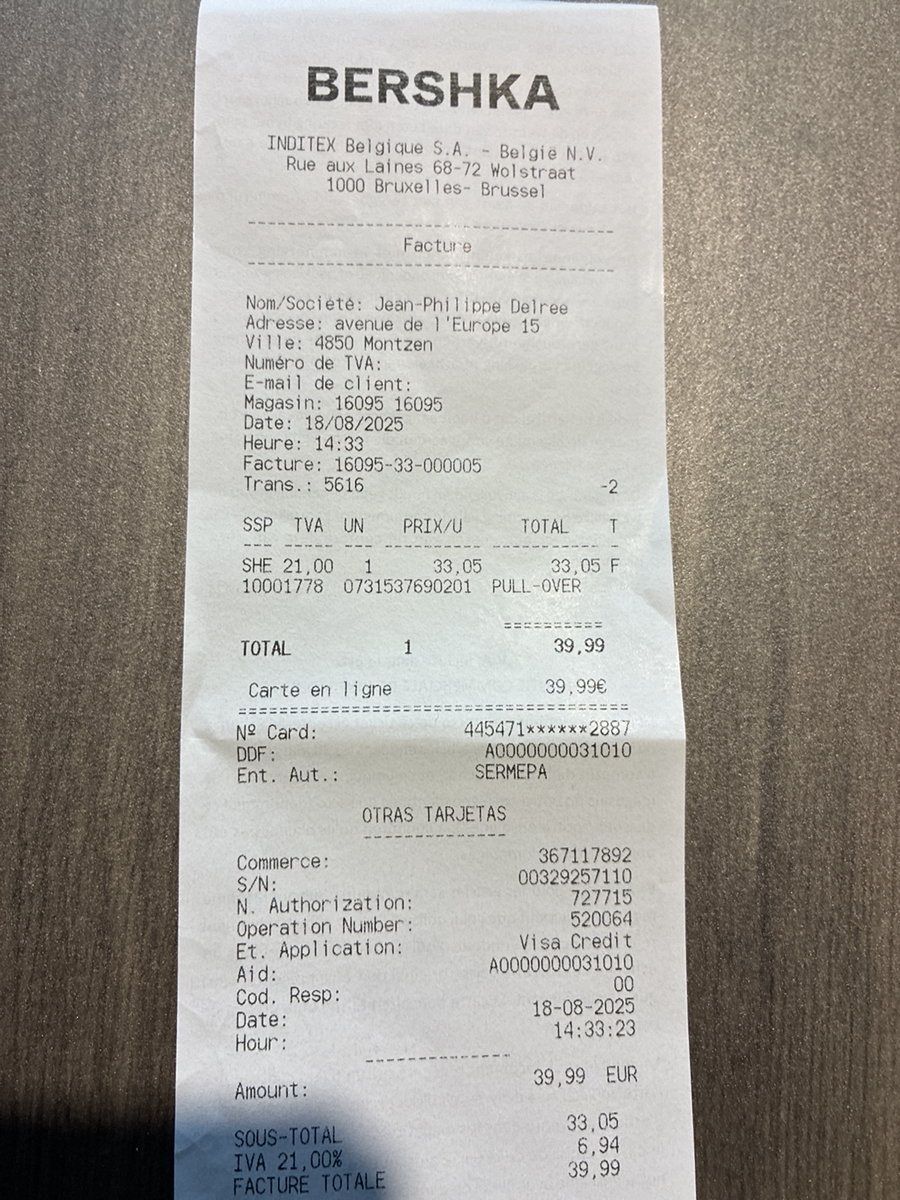 BERSHKA
INDITEX Belgique S.A. - België N.V.
Rue aux Laines 68-72 Wolstraat
1000 Bruxelles- Brussel
Facture
Nom/Societé: Jean-Philippe Delree
Adresse: avenue de l'Europe 15
Ville: 4850 Montzen
Numéro de TVA:
E-mail de client:
Magasin: 16095 16095
Date: 18/08/2025
Heure: 14:33
Facture: 16095-33-000005
Trans.: 5616 -2
SSP TVA UN PRIX/U TOTAL T
SHE 21,00 1 33,05 33,05 F
10001778 0731537690201 PULL-OVER
TOTAL 1 39,99
Carte en ligne 39,99€
Nº Card: 445471******2887
DDF: A0000000031010
Ent. Aut.: SERMEPA
OTRAS TARJETAS
Commerce: 367117892
S/N: 00329257110
N. Authorization: 727715
Operation Number: 520064
Et. Application: Visa Credit
Aid: A0000000031010
Cod. Resp: 00
Date: 18-08-2025
Hour: 14:33:23
Amount: 39,99 EUR
SOUS-TOTAL 33,05
IVA 21,00% 6,94
FACTURE TOTALE 39,99